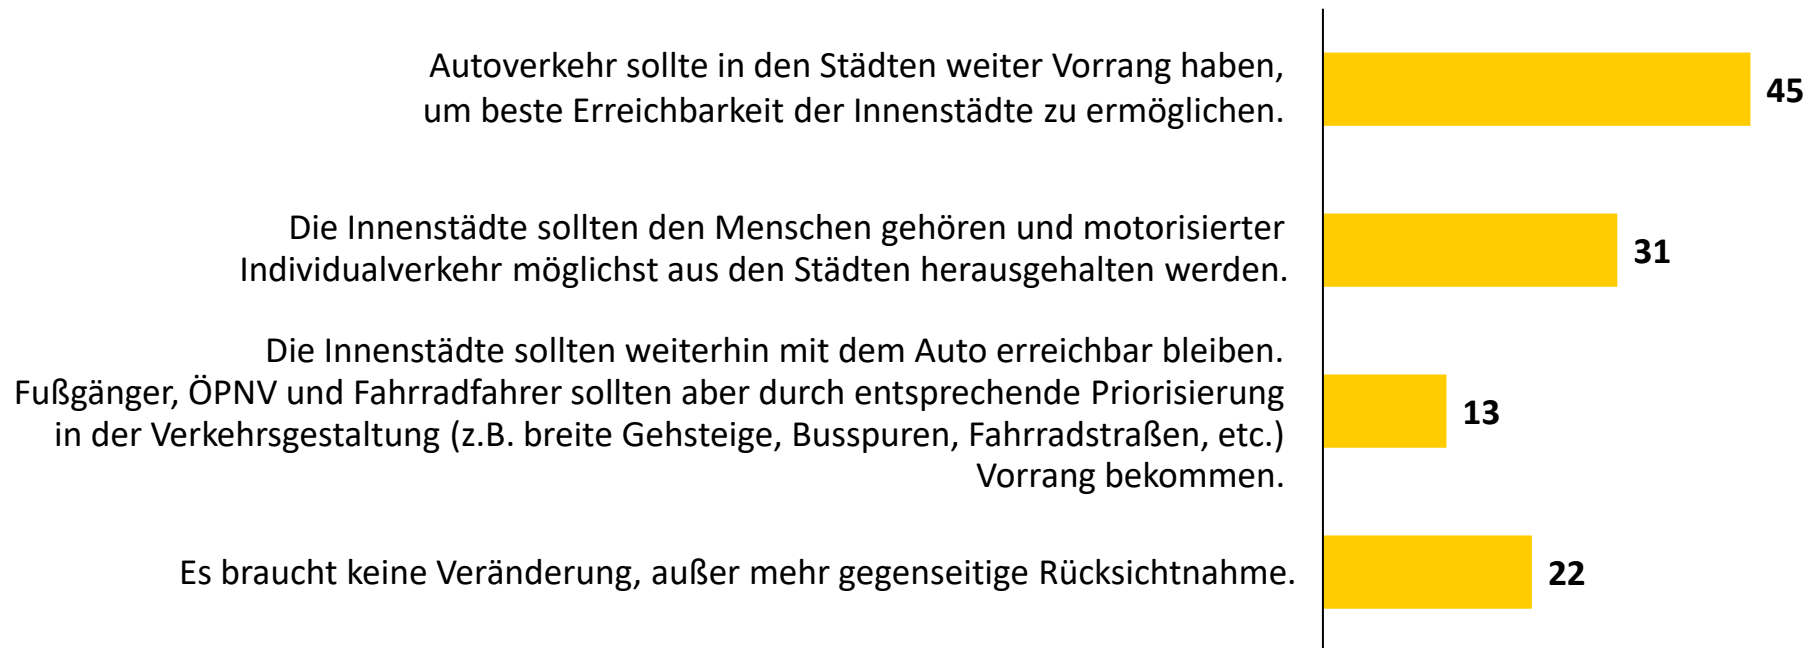 Autoverkehr sollte in den Städten weiter Vorrang haben,
um beste Erreichbarkeit der Innenstädte zu ermöglichen.
45
Die Innenstädte sollten den Menschen gehören und motorisierter
Individualverkehr möglichst aus den Städten herausgehalten werden.
31
Die Innenstädte sollten weiterhin mit dem Auto erreichbar bleiben.
Fußgänger, ÖPNV und Fahrradfahrer sollten aber durch entsprechende Priorisierung
in der Verkehrsgestaltung (z.B. breite Gehsteige, Busspuren, Fahrradstraßen, etc.)
Vorrang bekommen.
13
Es braucht keine Veränderung, außer mehr gegenseitige Rücksichtnahme.
22